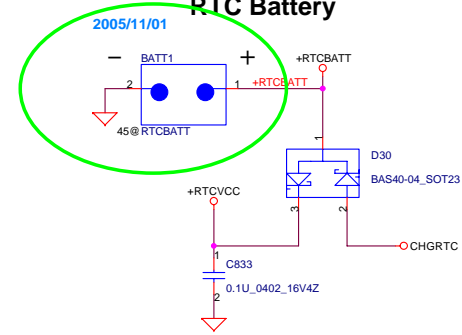 RTC Battery
2005/11/01
- BATT1 +
+RTCBATT
2 1 +RTCBATT
45@RTCBATT
1
D30
BAS40-04_SOT23
+RTCVCC
3 2
CHGRTC
1
C833
0.1U_0402_16V4Z
2